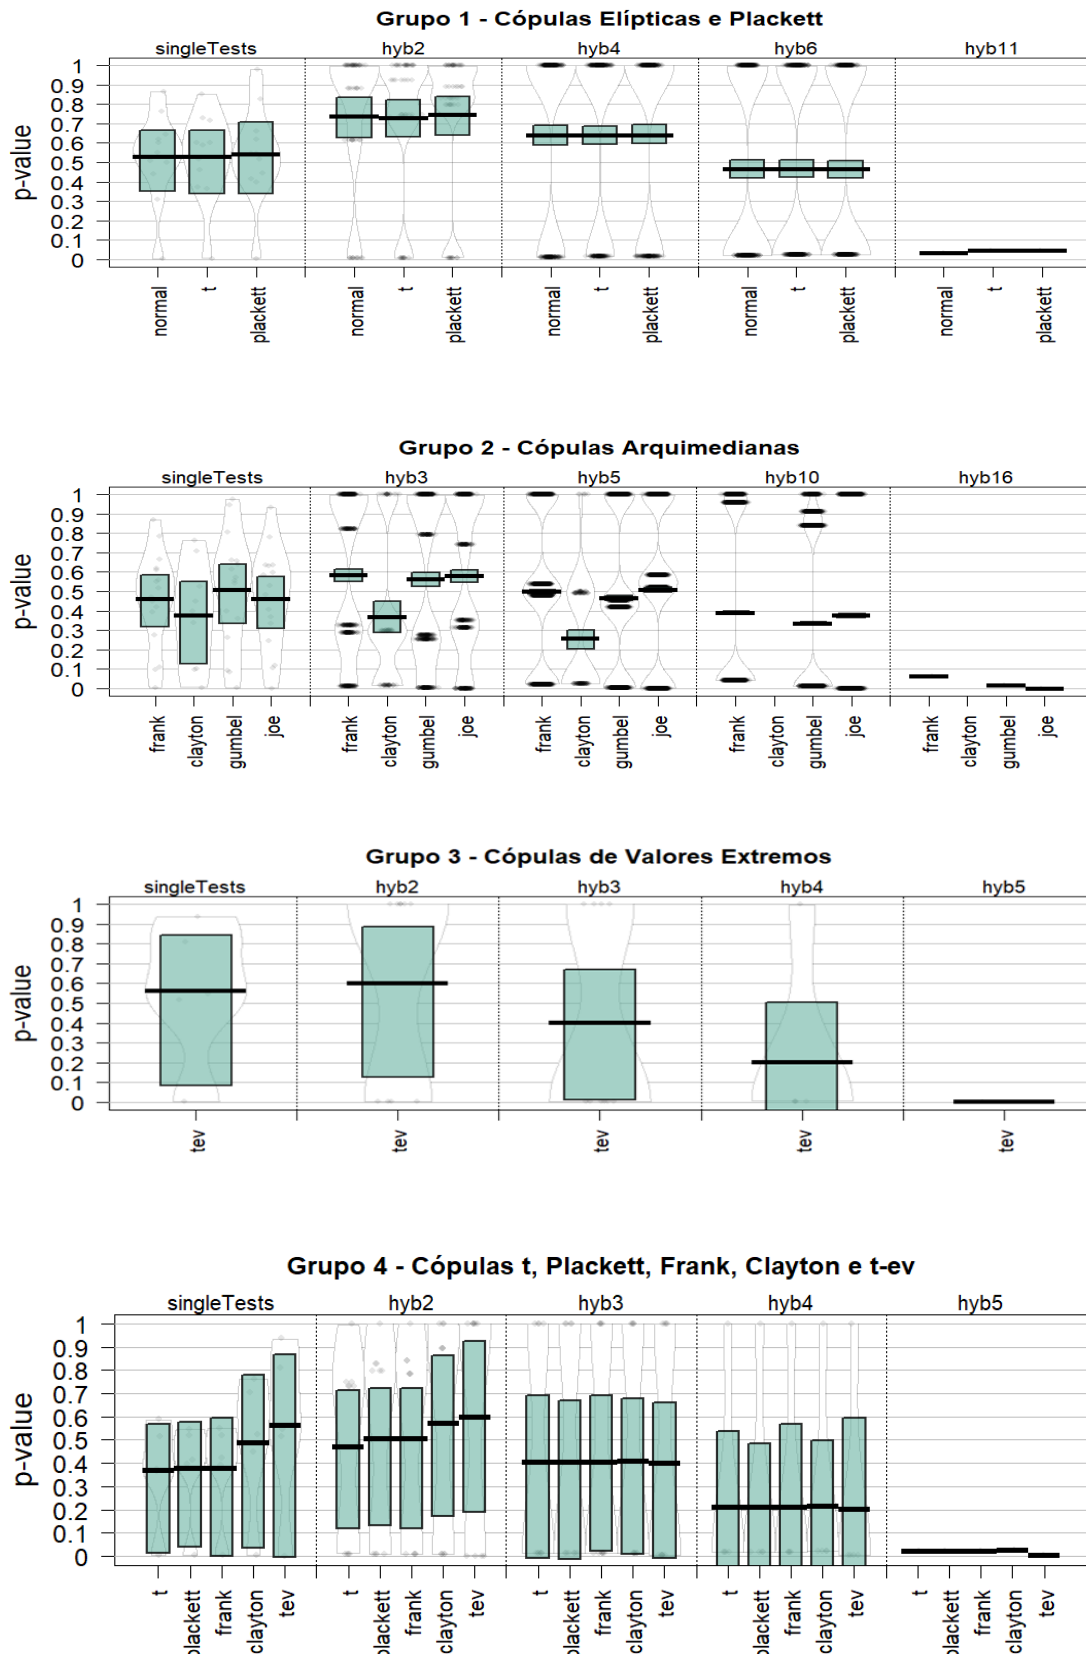 Grupo 1 - Cópulas Elípticas e Plackett
singleTests hyb2 hyb4 hyb6 hyb11
p-value
1
0.9
0.8
0.7
0.6
0.5
0.4
0.3
0.2
0.1
0
normal t plackett normal t plackett normal t plackett normal t plackett normal t plackett
Grupo 2 - Cópulas Arquimedianas
singleTests hyb3 hyb5 hyb10 hyb16
p-value
1
0.9
0.8
0.7
0.6
0.5
0.4
0.3
0.2
0.1
0
frank clayton gumbel joe frank clayton gumbel joe frank clayton gumbel joe frank clayton gumbel joe frank clayton gumbel joe
Grupo 3 - Cópulas de Valores Extremos
singleTests hyb2 hyb3 hyb4 hyb5
p-value
1
0.9
0.8
0.7
0.6
0.5
0.4
0.3
0.2
0.1
0
tev tev tev tev tev
Grupo 4 - Cópulas t, Plackett, Frank, Clayton e t-ev
singleTests hyb2 hyb3 hyb4 hyb5
p-value
1
0.9
0.8
0.7
0.6
0.5
0.4
0.3
0.2
0.1
0
t plackett frank clayton tev t plackett frank clayton tev t plackett frank clayton tev t plackett frank clayton tev t plackett frank clayton tev